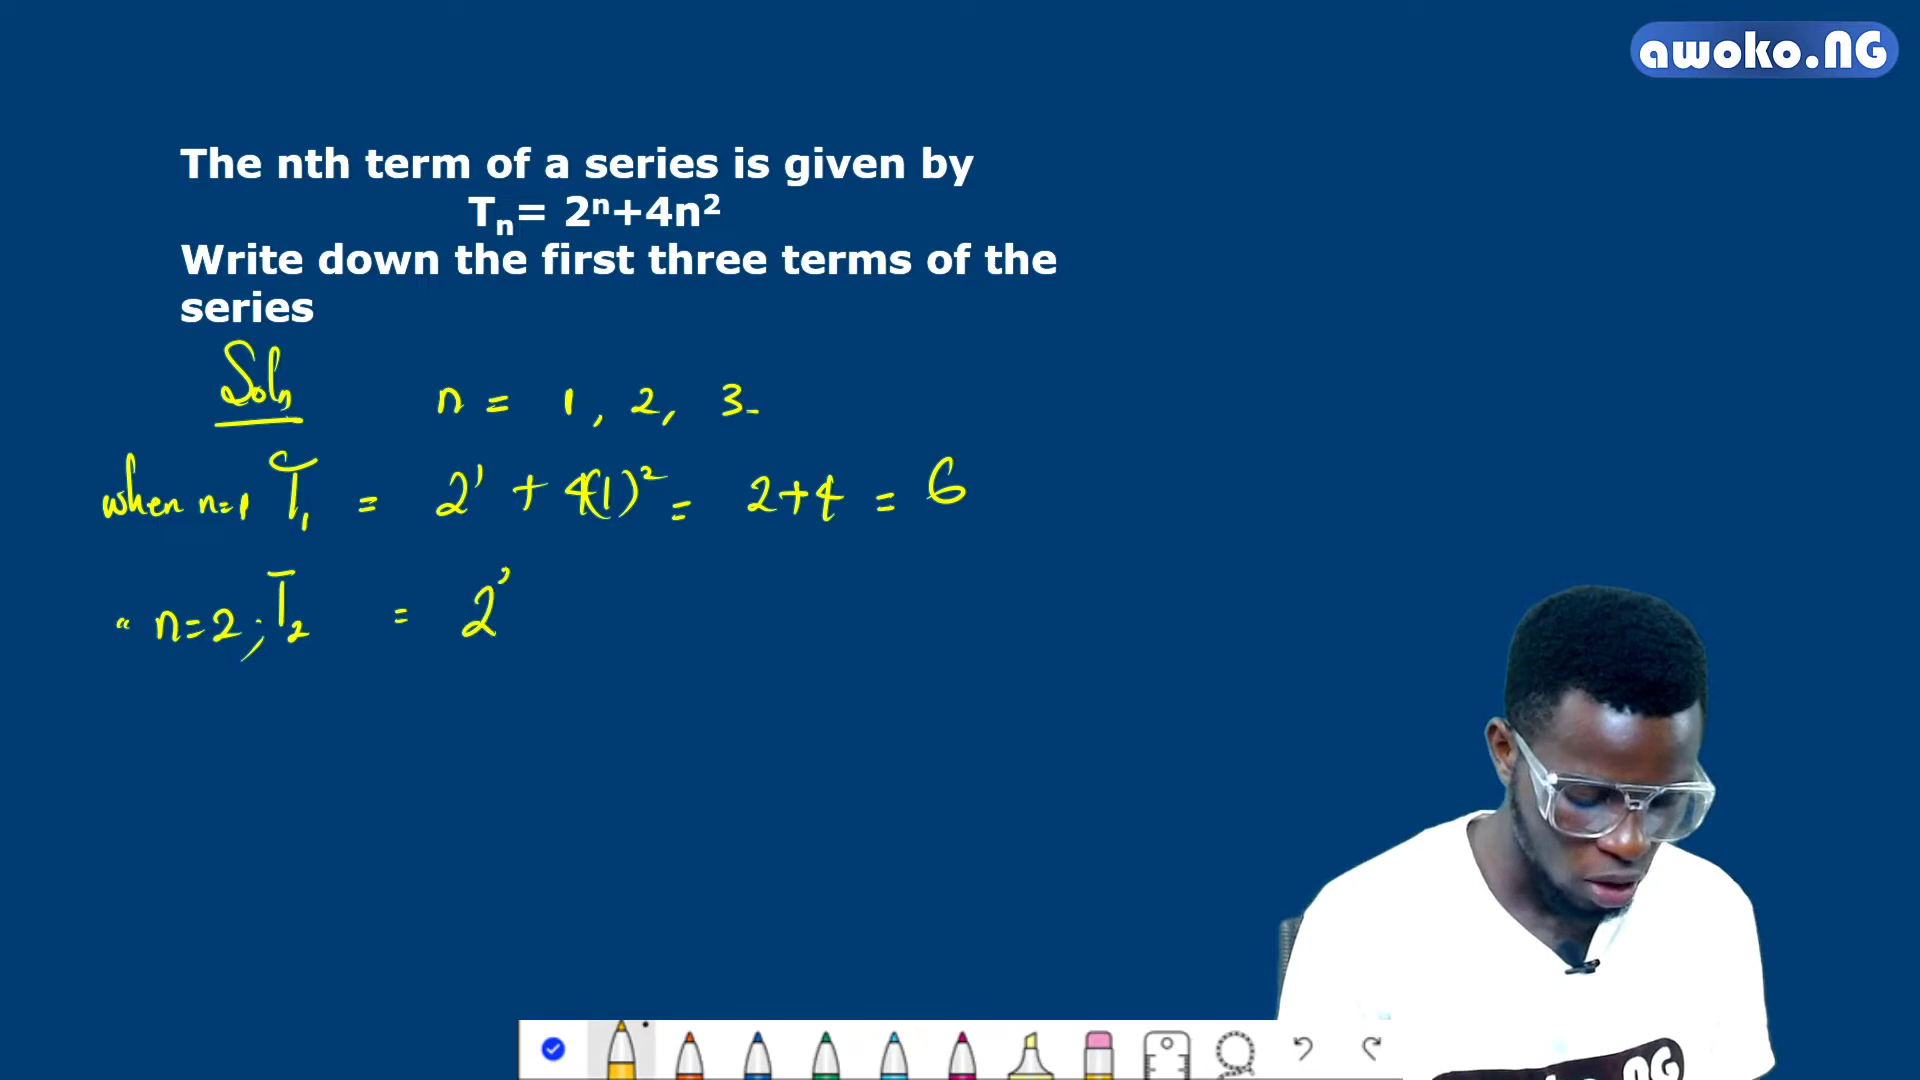 awoko.NG
The nth term of a series is given by
Tₙ= 2ⁿ+4n²
Write down the first three terms of the
series
Soln
n = 1, 2, 3.
when n=1 T₁ = 2¹ + 4(1)² = 2+4 = 6
" n=2; T₂ = 2
NG